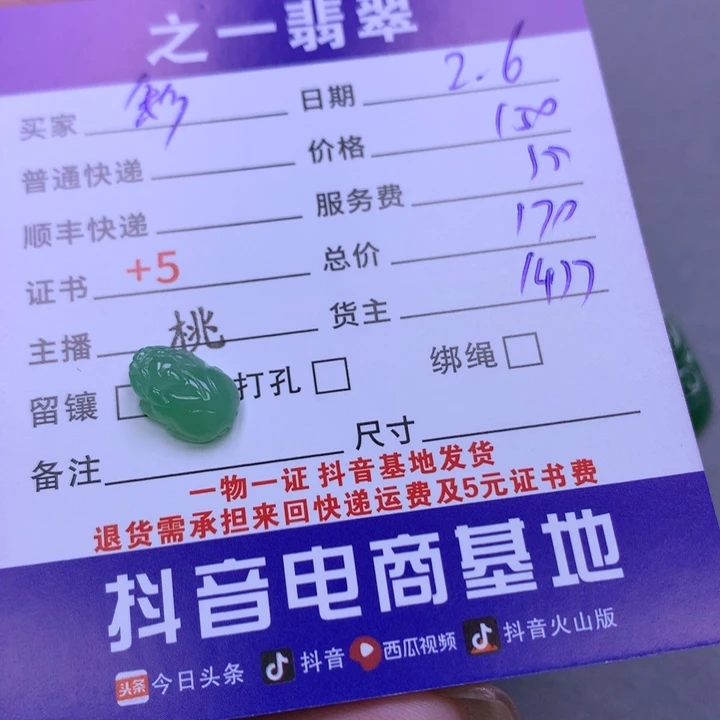 之一翡翠
买家 日期 2.6
普通快递 价格 150
顺丰快递 服务费 15
证书 +5 总价 170
主播 桃 货主 1477
留镶 打孔 绑绳
备注 尺寸
一物一证 抖音基地发货
退货需承担来回快递运费及5元证书费
抖音电商基地
头条 今日头条 抖音 西瓜视频 抖音火山版